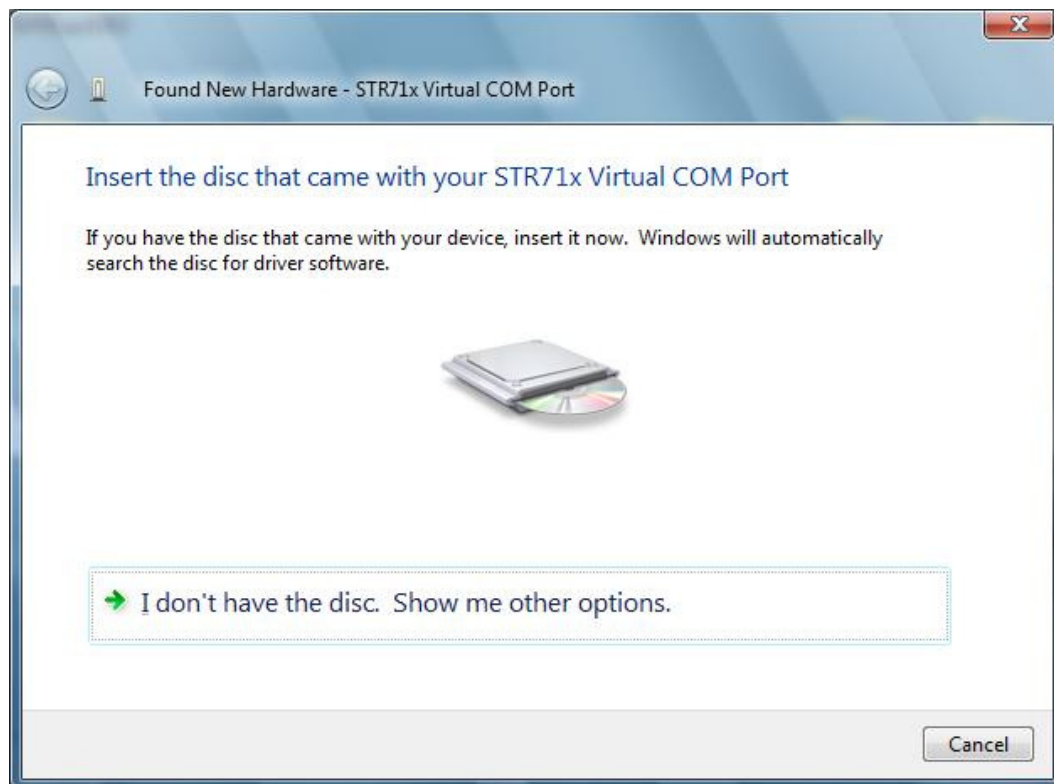 Found New Hardware - STR71x Virtual COM Port
Insert the disc that came with your STR71x Virtual COM Port
If you have the disc that came with your device, insert it now.  Windows will automatically
search the disc for driver software.
I don't have the disc.  Show me other options.
Cancel